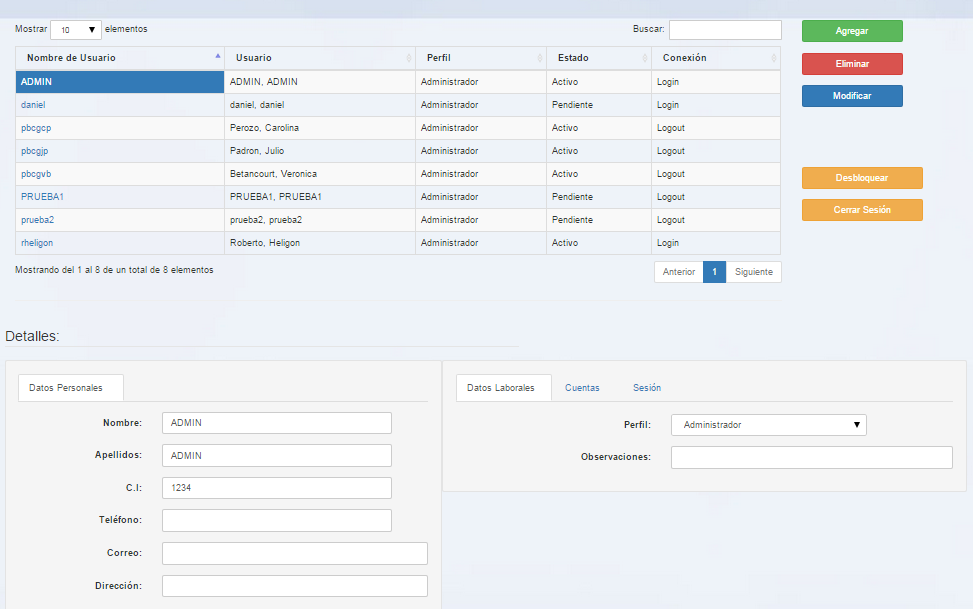 Mostrar 10 elementos Buscar: Agregar
Nombre de Usuario Usuario Perfil Estado Conexión Eliminar
ADMIN ADMIN, ADMIN Administrador Activo Login
daniel daniel, daniel Administrador Pendiente Login Modificar
pbcgcp Perozo, Carolina Administrador Activo Logout
pbcgjp Padron, Julio Administrador Activo Logout
pbcgvb Betancourt, Veronica Administrador Activo Logout Desbloquear
PRUEBA1 PRUEBA1, PRUEBA1 Administrador Pendiente Logout
prueba2 prueba2, prueba2 Administrador Pendiente Logout Cerrar Sesión
rheligon Roberto, Heligon Administrador Activo Login
Mostrando del 1 al 8 de un total de 8 elementos Anterior 1 Siguiente
Detalles:
Datos Personales
Nombre: ADMIN
Apellidos: ADMIN
C.I: 1234
Teléfono:
Correo:
Dirección:
Datos Laborales Cuentas Sesión
Perfil: Administrador
Observaciones: